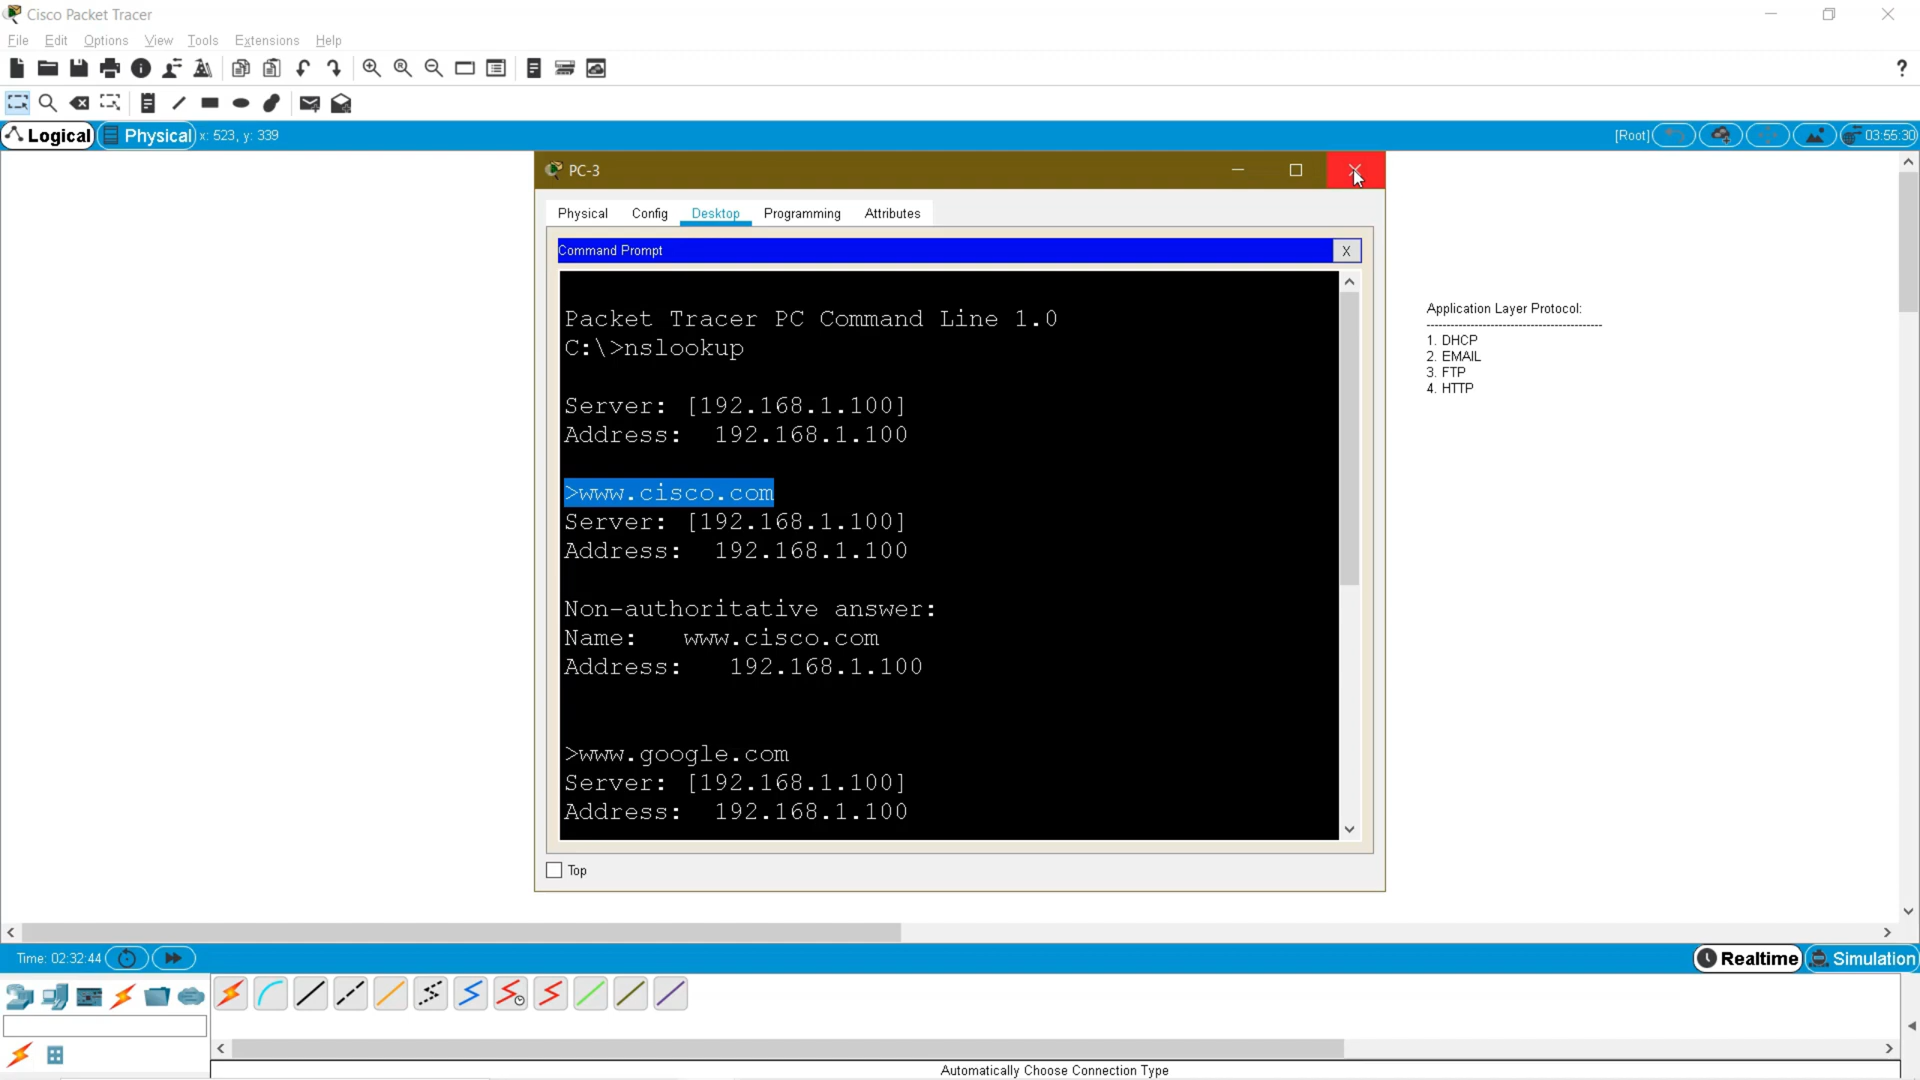 Cisco Packet Tracer
File Edit Options View Tools Extensions Help
?
Logical Physical x: 523, y: 339 [Root] 03:55:30
PC-3
Physical Config Desktop Programming Attributes
Command Prompt X
Packet Tracer PC Command Line 1.0
C:\>nslookup
Server: [192.168.1.100]
Address:  192.168.1.100
>www.cisco.com
Server: [192.168.1.100]
Address:  192.168.1.100
Non-authoritative answer:
Name:   www.cisco.com
Address:   192.168.1.100
>www.google.com
Server: [192.168.1.100]
Address:  192.168.1.100
Top
Application Layer Protocol:
--------------------------------------------
1. DHCP
2. EMAIL
3. FTP
4. HTTP
Time: 02:32:44 Realtime Simulation
Automatically Choose Connection Type